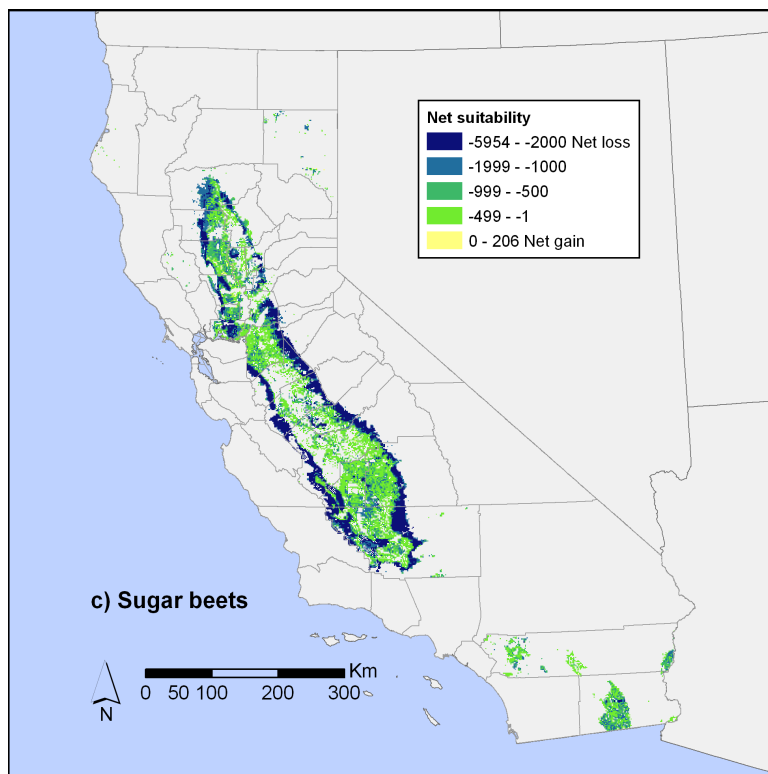 Net suitability
-5954 - -2000 Net loss
-1999 - -1000
-999 - -500
-499 - -1
0 - 206 Net gain
c) Sugar beets
Km
0 50 100 200 300
N